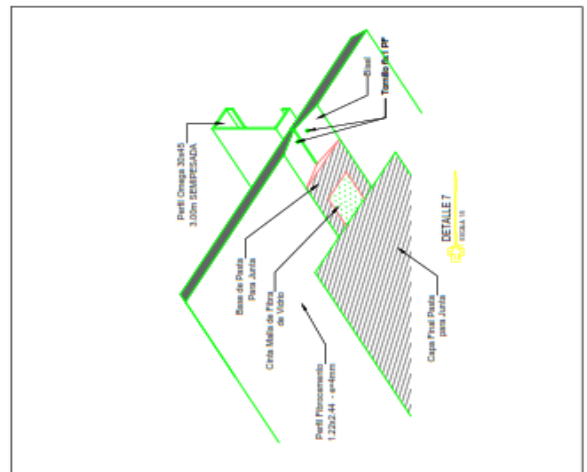 Perfil Omega 30x45
3.00m SEMIPESADA
Bisel
Tornillo 6x1 PF
Base de Pasta
Para Junta
Cinta Malla de Fibra
de Vidrio
Perfil Fibrocemento
1.22x2.44 - e=4mm
Capa Final Pasta
para Junta
DETALLE 7